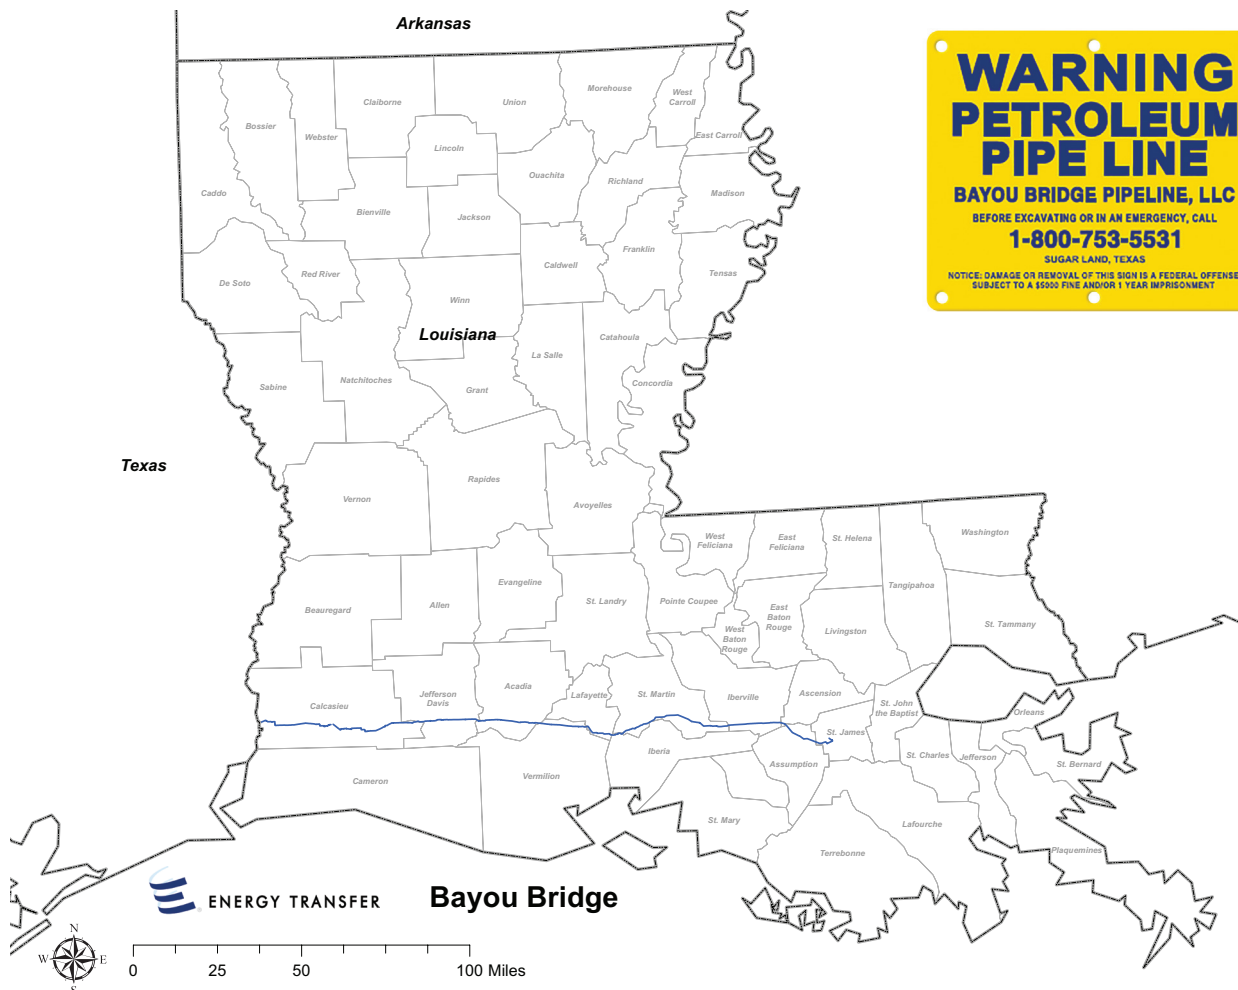 Arkansas
WARNING
PETROLEUM
PIPE LINE
BAYOU BRIDGE PIPELINE, LLC
BEFORE EXCAVATING OR IN AN EMERGENCY, CALL
1-800-753-5531
SUGAR LAND, TEXAS
NOTICE: DAMAGE OR REMOVAL OF THIS SIGN IS A FEDERAL OFFENSE
SUBJECT TO A $5000 FINE AND/OR 1 YEAR IMPRISONMENT
Claiborne
Union
Morehouse
West
Carroll
Bossier
Webster
Lincoln
East Carroll
Caddo
Ouachita
Richland
Madison
Bienville
Jackson
Franklin
De Soto
Red River
Caldwell
Tensas
Winn
Louisiana
Catahoula
La Salle
Sabine
Natchitoches
Grant
Concordia
Texas
Vernon
Rapides
Avoyelles
West
Feliciana
East
Feliciana
St. Helena
Washington
Beauregard
Allen
Evangeline
St. Landry
Pointe Coupee
East
Baton
Rouge
West
Baton
Rouge
Livingston
Tangipahoa
St. Tammany
Calcasieu
Jefferson
Davis
Acadia
Lafayette
St. Martin
Iberville
Ascension
St. John
the Baptist
Orleans
St. James
Iberia
Assumption
St. Charles
Jefferson
St. Bernard
Cameron
Vermilion
St. Mary
Lafourche
Terrebonne
Plaquemines
ENERGY TRANSFER
Bayou Bridge
N
W
E
S
0
25
50
100 Miles